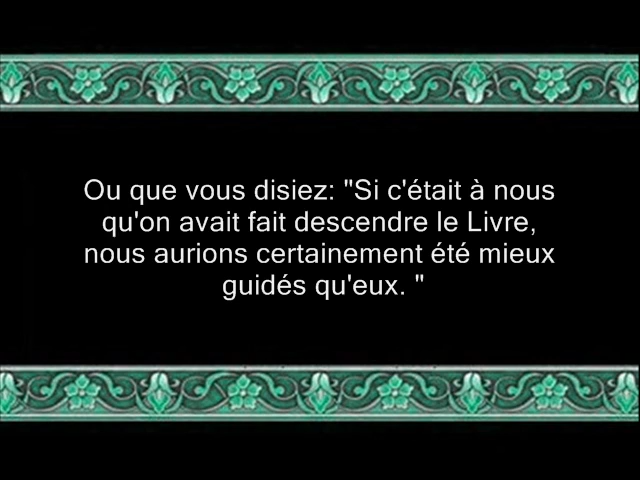 Ou que vous disiez: "Si c'était à nous
qu'on avait fait descendre le Livre,
nous aurions certainement été mieux
guidés qu'eux. "